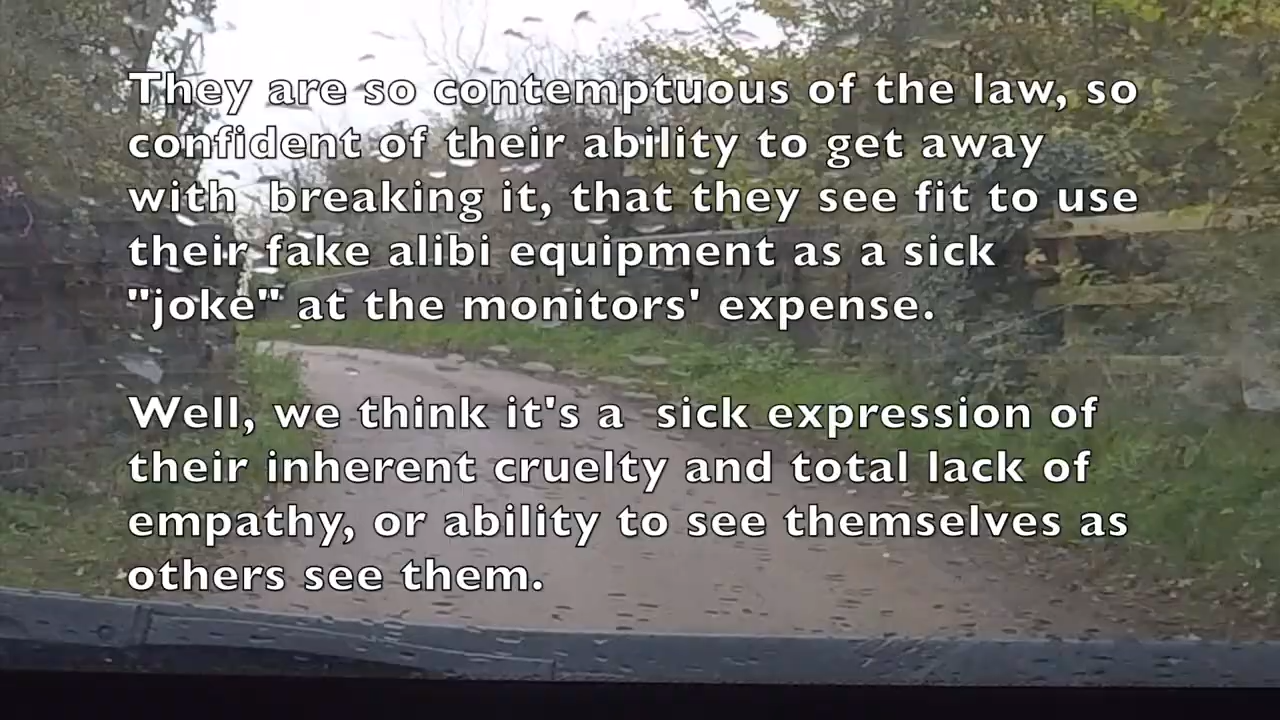 They are so contemptuous of the law, so
confident of their ability to get away
with  breaking it, that they see fit to use
their fake alibi equipment as a sick
"joke" at the monitors' expense.
Well, we think it's a  sick expression of
their inherent cruelty and total lack of
empathy, or ability to see themselves as
others see them.